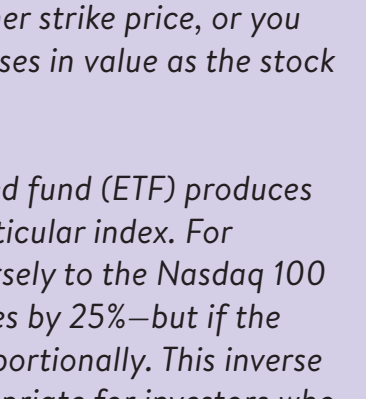 er strike price, or you
ses in value as the stock
d fund (ETF) produces
ticular index. For
rsely to the Nasdaq 100
es by 25%—but if the
portionally. This inverse
priate for investors who